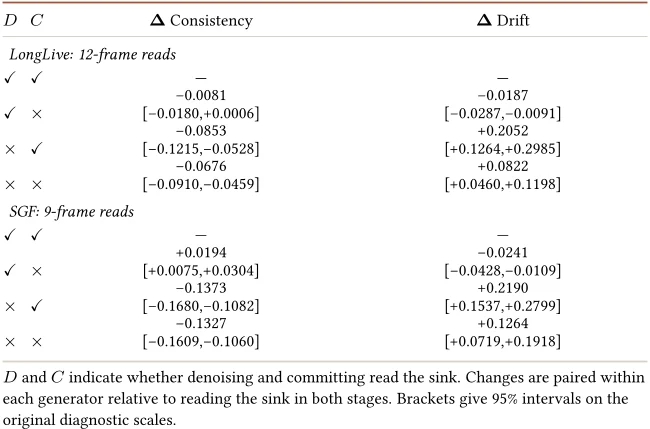 D C Δ Consistency Δ Drift
LongLive: 12-frame reads
✓ ✓ — —
−0.0081 −0.0187
✓ × [−0.0180,+0.0006] [−0.0287,−0.0091]
−0.0853 +0.2052
× ✓ [−0.1215,−0.0528] [+0.1264,+0.2985]
−0.0676 +0.0822
× × [−0.0910,−0.0459] [+0.0460,+0.1198]
SGF: 9-frame reads
✓ ✓ — —
+0.0194 −0.0241
✓ × [+0.0075,+0.0304] [−0.0428,−0.0109]
−0.1373 +0.2190
× ✓ [−0.1680,−0.1082] [+0.1537,+0.2799]
−0.1327 +0.1264
× × [−0.1609,−0.1060] [+0.0719,+0.1918]
D and C indicate whether denoising and committing read the sink. Changes are paired within
each generator relative to reading the sink in both stages. Brackets give 95% intervals on the
original diagnostic scales.